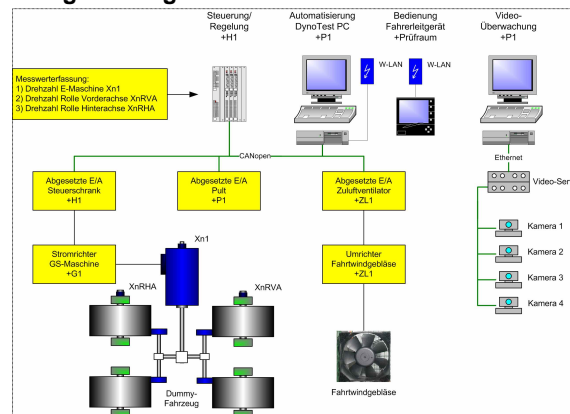 Steuerung/
Regelung
+H1
Automatisierung
DynoTest PC
+P1
Bedienung
Fahrerleitgerät
+Prüfraum
Video-
Überwachung
+P1
W-LAN
W-LAN
Messwerterfassung:
1) Drehzahl E-Maschine Xn1
2) Drehzahl Rolle Vorderachse XnRVA
3) Drehzahl Rolle Hinterachse XnRHA
CANopen
Ethernet
Abgesetzte E/A
Steuerschrank
+H1
Abgesetzte E/A
Pult
+P1
Abgesetzte E/A
Zuluftventilator
+ZL1
Video-Ser
Kamera 1
Kamera 2
Kamera 3
Kamera 4
Stromrichter
GS-Maschine
+G1
Xn1
Umrichter
Fahrtwindgebläse
+ZL1
XnRHA
XnRVA
Dummy-
Fahrzeug
Fahrtwindgebläse